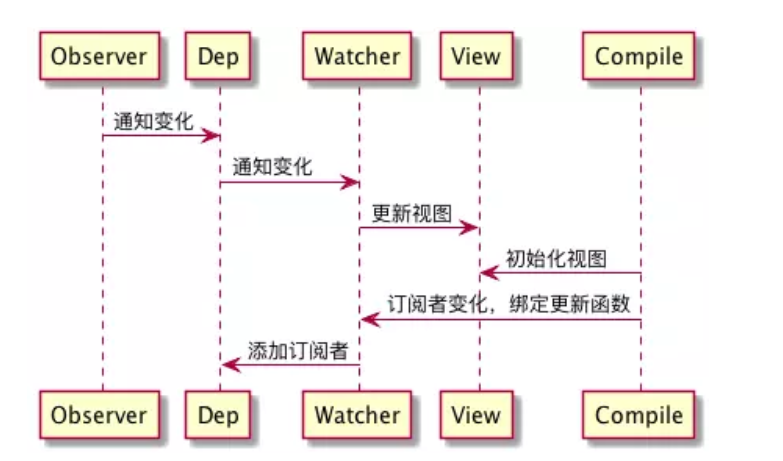 Observer Dep Watcher View Compile
通知变化
通知变化
更新视图
初始化视图
订阅者变化，绑定更新函数
添加订阅者
Observer Dep Watcher View Compile